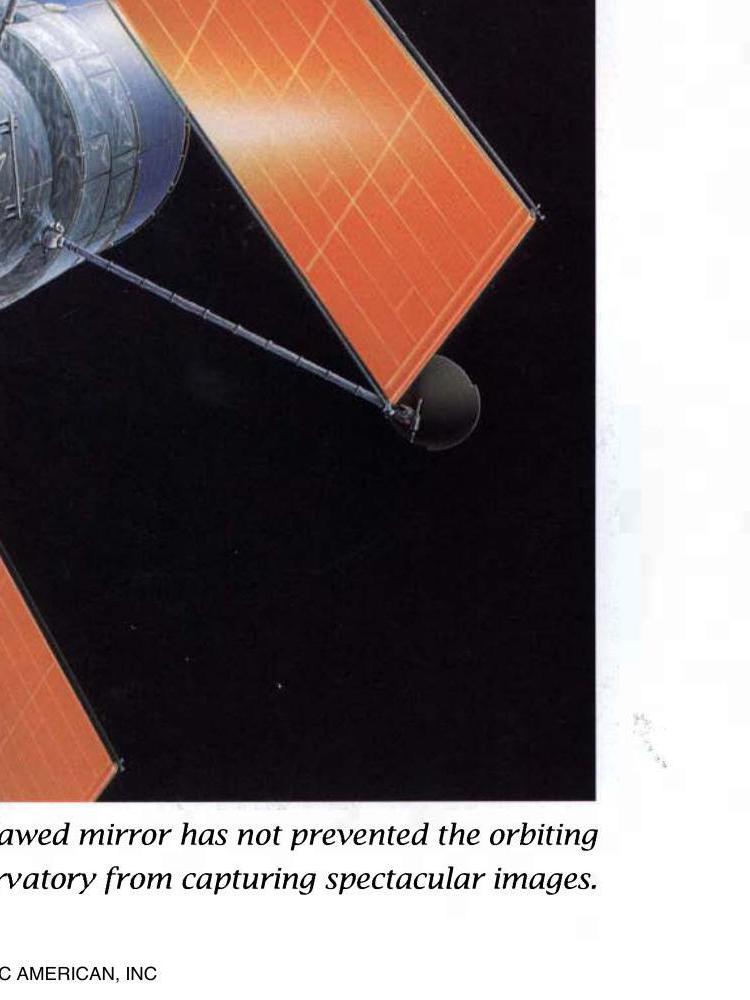 awed mirror has not prevented the orbiting
rvatory from capturing spectacular images.
C AMERICAN, INC